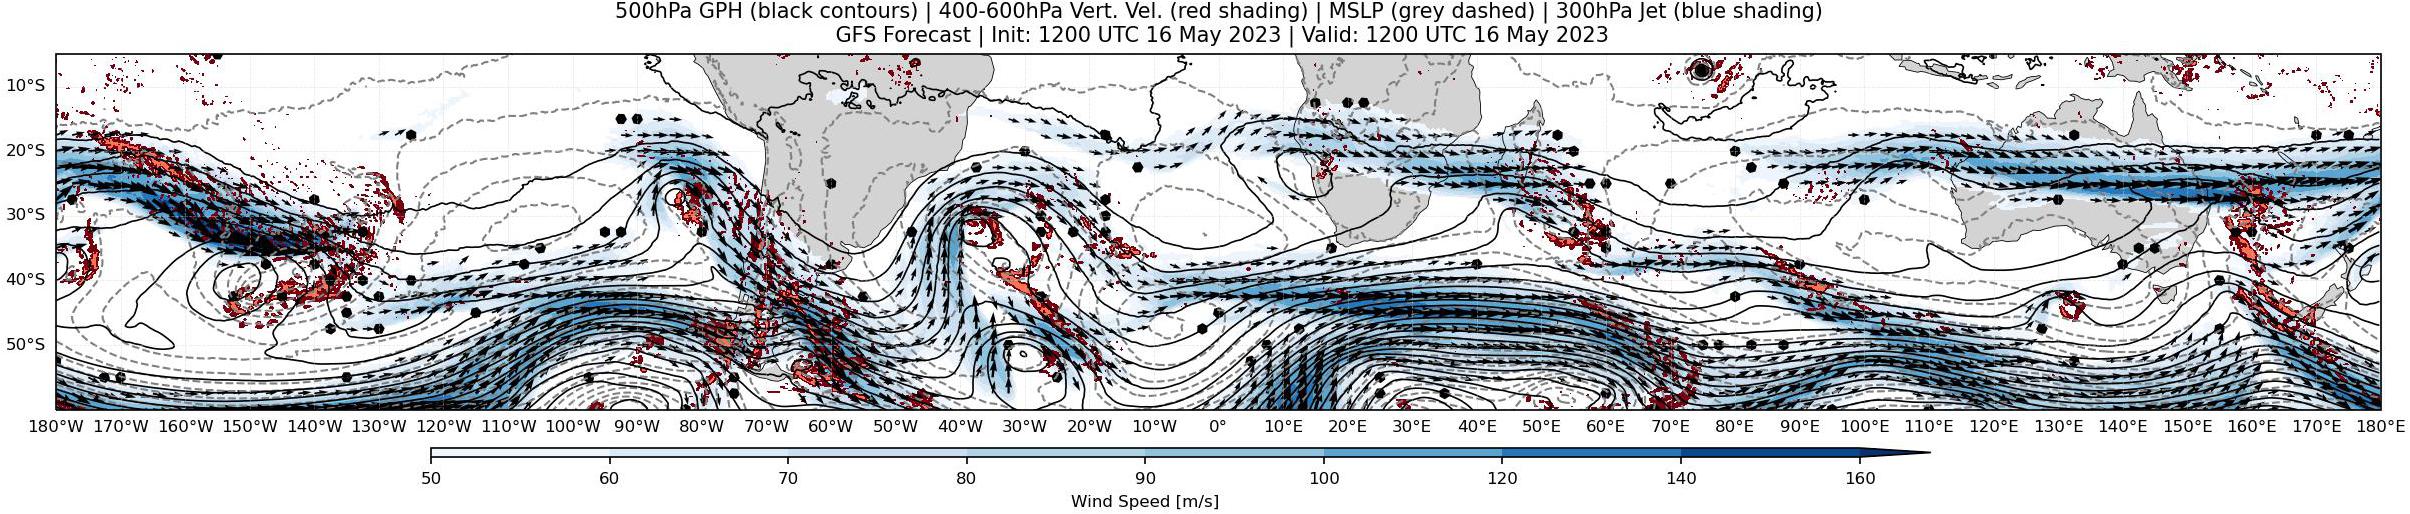 500hPa GPH (black contours) | 400-600hPa Vert. Vel. (red shading) | MSLP (grey dashed) | 300hPa Jet (blue shading)
GFS Forecast | Init: 1200 UTC 16 May 2023 | Valid: 1200 UTC 16 May 2023
10°S
20°S
30°S
40°S
50°S
180°W 170°W 160°W 150°W 140°W 130°W 120°W 110°W 100°W 90°W 80°W 70°W 60°W 50°W 40°W 30°W 20°W 10°W 0° 10°E 20°E 30°E 40°E 50°E 60°E 70°E 80°E 90°E 100°E 110°E 120°E 130°E 140°E 150°E 160°E 170°E 180°E
50 60 70 80 90 100 120 140 160
Wind Speed [m/s]